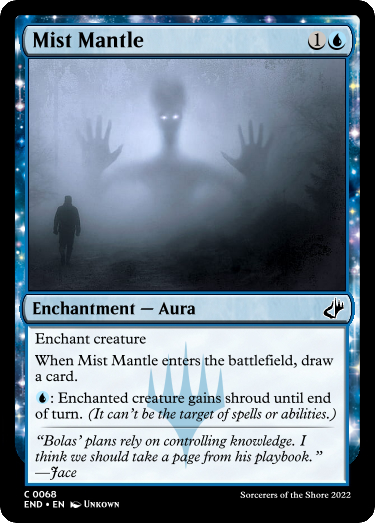 Mist Mantle 1
Enchantment — Aura
Enchant creature
When Mist Mantle enters the battlefield, draw
a card.
: Enchanted creature gains shroud until end
of turn. (It can't be the target of spells or abilities.)
"Bolas' plans rely on controlling knowledge. I
think we should take a page from his playbook."
—Jace
C 0068
END • EN Unkown
Sorcerers of the Shore 2022